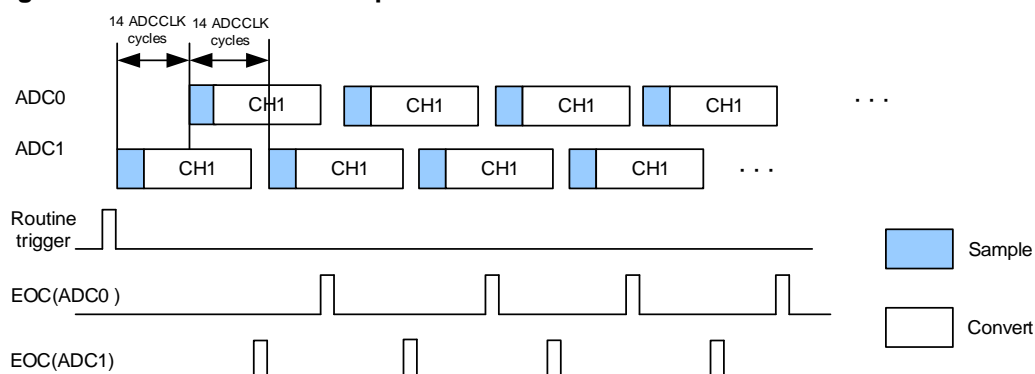 14 ADCCLK cycles
14 ADCCLK cycles
ADC0
CH1
CH1
CH1
CH1
. . .
ADC1
CH1
CH1
CH1
CH1
. . .
Routine trigger
Sample
EOC(ADC0 )
Convert
EOC(ADC1)